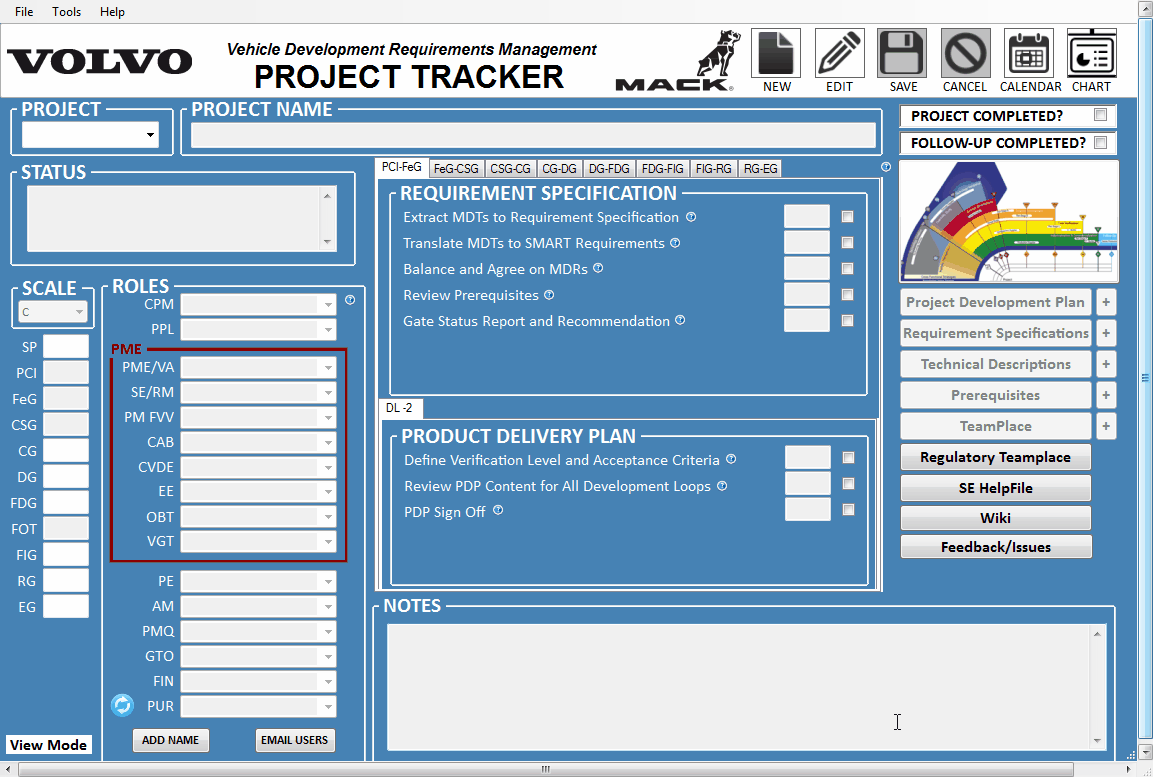 File Tools Help
VOLVO
Vehicle Development Requirements Management
PROJECT TRACKER
MACK
NEW EDIT SAVE CANCEL CALENDAR CHART
PROJECT
PROJECT NAME
PROJECT COMPLETED?
FOLLOW-UP COMPLETED?
STATUS
SCALE
C
SP
PCI
FeG
CSG
CG
DG
FDG
FOT
FIG
RG
EG
View Mode
ROLES
CPM
PPL
PME
PME/VA
SE/RM
PM FVV
CAB
CVDE
EE
OBT
VGT
PE
AM
PMQ
GTO
FIN
PUR
ADD NAME EMAIL USERS
PCI-FeG FeG-CSG CSG-CG CG-DG DG-FDG FDG-FIG FIG-RG RG-EG
REQUIREMENT SPECIFICATION
Extract MDTs to Requirement Specification
Translate MDTs to SMART Requirements
Balance and Agree on MDRs
Review Prerequisites
Gate Status Report and Recommendation
DL -2
PRODUCT DELIVERY PLAN
Define Verification Level and Acceptance Criteria
Review PDP Content for All Development Loops
PDP Sign Off
NOTES
Project Development Plan +
Requirement Specifications +
Technical Descriptions +
Prerequisites +
TeamPlace +
Regulatory Teamplace
SE HelpFile
Wiki
Feedback/Issues